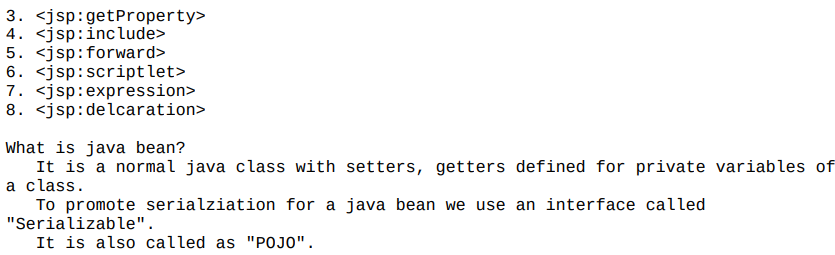 3. <jsp:getProperty>
4. <jsp:include>
5. <jsp:forward>
6. <jsp:scriptlet>
7. <jsp:expression>
8. <jsp:delcaration>

What is java bean?
   It is a normal java class with setters, getters defined for private variables of
a class.
   To promote serialziation for a java bean we use an interface called
"Serializable".
   It is also called as "POJO".